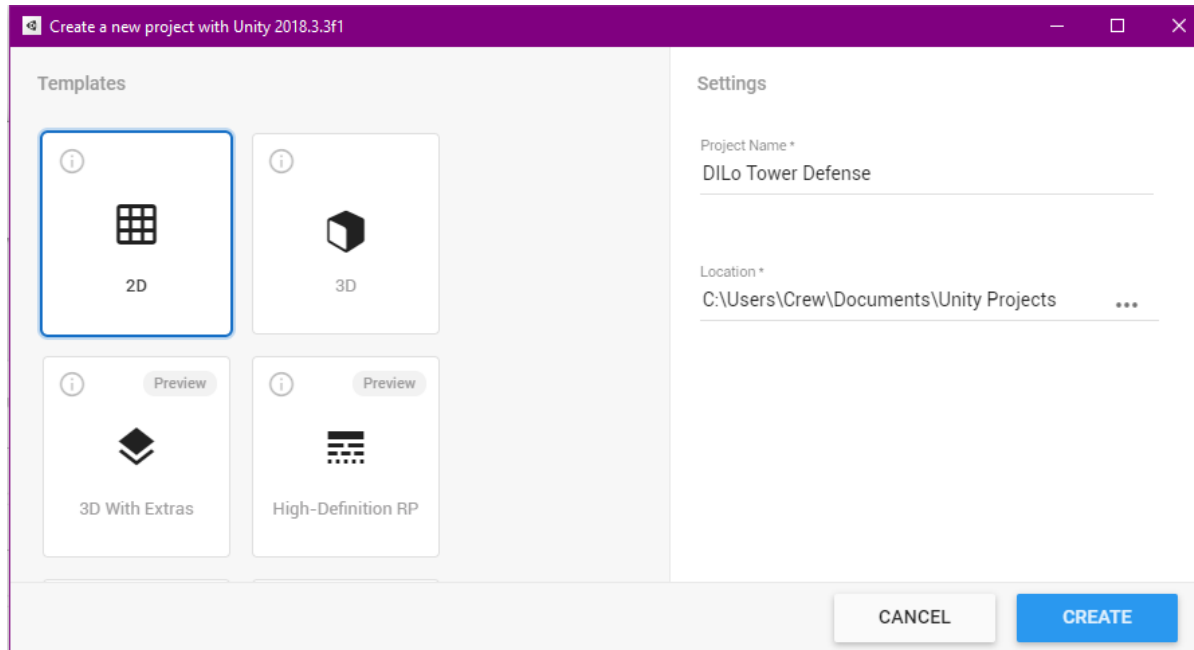 Create a new project with Unity 2018.3.3f1
Templates
2D
3D
Preview
3D With Extras
Preview
High-Definition RP
Settings
Project Name *
DILo Tower Defense
Location *
C:\Users\Crew\Documents\Unity Projects
CANCEL
CREATE